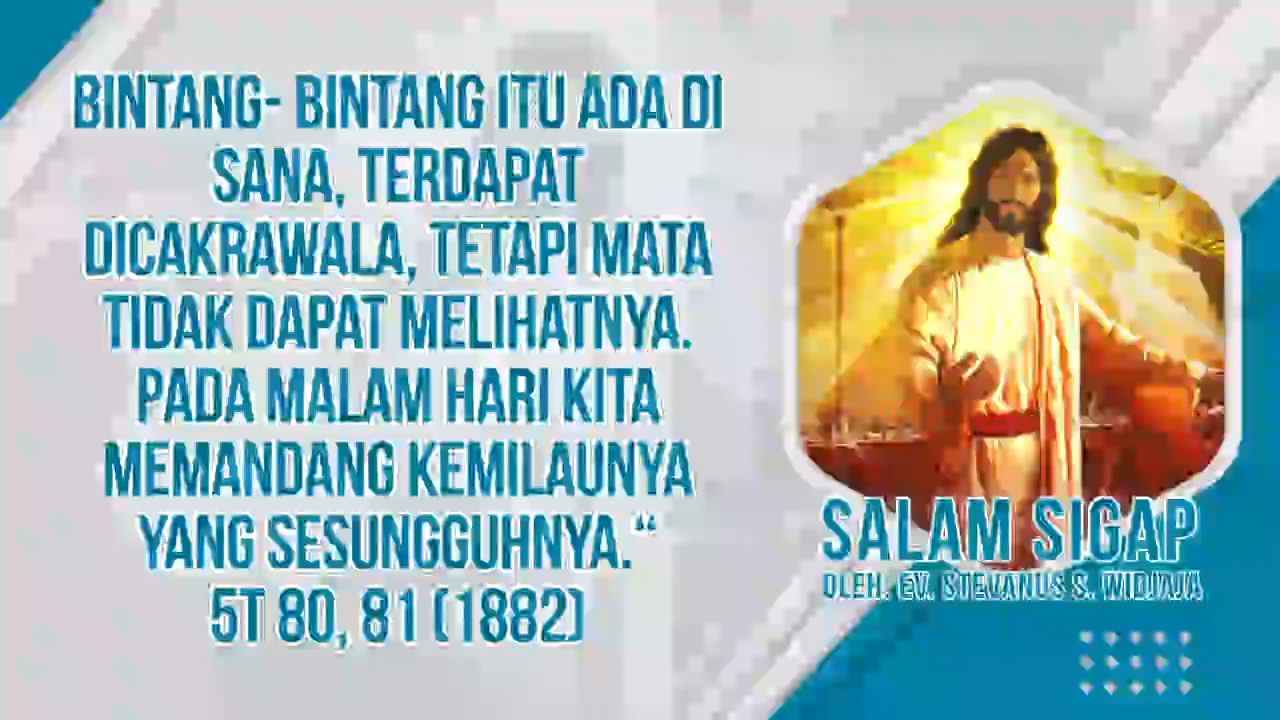 BINTANG- BINTANG ITU ADA DI
SANA, TERDAPAT
DICAKRAWALA, TETAPI MATA
TIDAK DAPAT MELIHATNYA.
PADA MALAM HARI KITA
MEMANDANG KEMILAUNYA
YANG SESUNGGUHNYA.“
5T 80, 81 (1882)
SALAM SIGAP
OLEH. EV. STEVANUS S. WIDJAJA